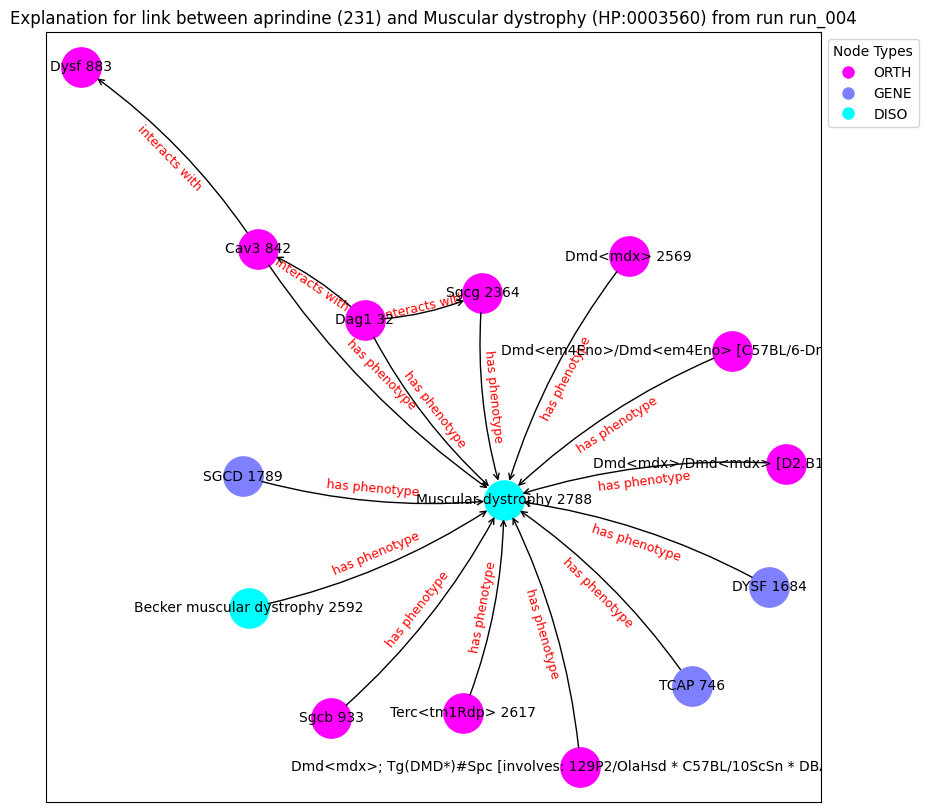 Explanation for link between aprindine (231) and Muscular dystrophy (HP:0003560) from run run_004
Node Types
ORTH
GENE
DISO
Dysf 883
interacts with
Cav3 842
interacts with
Dag1 32
interacts with
Sgcg 2364
Dmd<mdx> 2569
Dmd<em4Eno>/Dmd<em4Eno> [C57BL/6-Dr
has phenotype
has phenotype
has phenotype
has phenotype
has phenotype
Dmd<mdx>/Dmd<mdx> [D2.B1
has phenotype
SGCD 1789
has phenotype
Muscular dystrophy 2788
has phenotype
DYSF 1684
has phenotype
Becker muscular dystrophy 2592
has phenotype
has phenotype
has phenotype
has phenotype
TCAP 746
Sgcb 933
Terc<tm1Rdp> 2617
Dmd<mdx>; Tg(DMD*)#Spc [involves: 129P2/OlaHsd * C57BL/10ScSn * DBA/